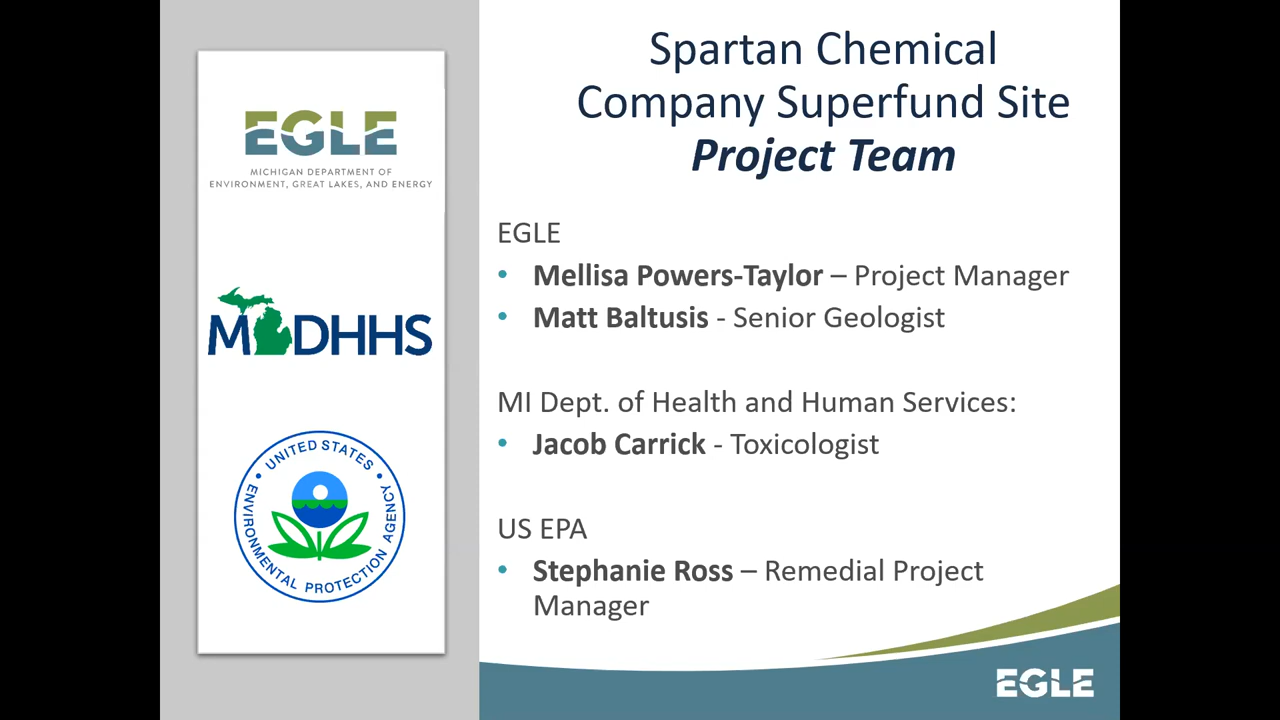 EGLE
MICHIGAN DEPARTMENT OF
ENVIRONMENT, GREAT LAKES, AND ENERGY
M DHHS
UNITED STATES
ENVIRONMENTAL PROTECTION AGENCY
Spartan Chemical
Company Superfund Site
Project Team
EGLE
• Mellisa Powers-Taylor – Project Manager
• Matt Baltusis - Senior Geologist
MI Dept. of Health and Human Services:
• Jacob Carrick - Toxicologist
US EPA
• Stephanie Ross – Remedial Project
Manager
EGLE